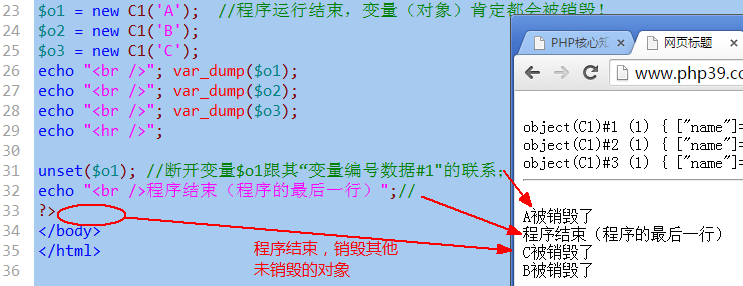 23 $o1 = new C1('A');  //程序运行结束，变量（对象）肯定都会被销毁！
24 $o2 = new C1('B');
25 $o3 = new C1('C');
26 echo "<br />"; var_dump($o1);
27 echo "<br />"; var_dump($o2);
28 echo "<br />"; var_dump($o3);
29 echo "<hr />";
30
31 unset($o1); //断开变量$o1跟其“变量编号数据#1"的联系；
32 echo "<br />程序结束（程序的最后一行）";//
33 ?>
34 </body>
35 </html>
36
程序结束，销毁其他
未销毁的对象
PHP核心知
网页标题
www.php39.c
object(C1)#1 (1) { ["name"]=
object(C1)#2 (1) { ["name"]=
object(C1)#3 (1) { ["name"]=
A被销毁了
程序结束（程序的最后一行）
C被销毁了
B被销毁了